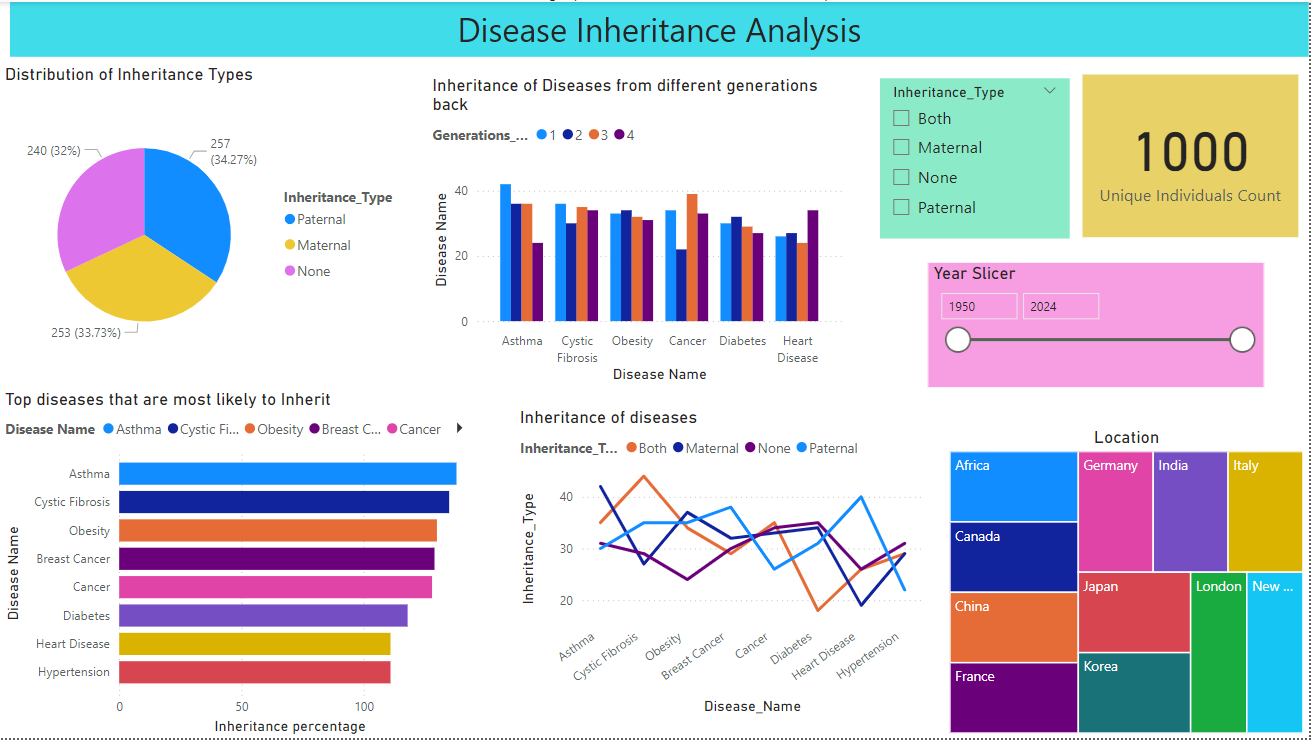 Disease Inheritance Analysis
Distribution of Inheritance Types
240 (32%)
257
(34.27%)
253 (33.73%)
Inheritance_Type
Paternal
Maternal
None
Inheritance of Diseases from different generations
back
Generations_... 1 2 3 4
Disease Name
40
20
0
Asthma
Cystic
Fibrosis
Obesity
Cancer
Diabetes
Heart
Disease
Disease Name
Inheritance_Type
Both
Maternal
None
Paternal
1000
Unique Individuals Count
Year Slicer
1950 2024
Top diseases that are most likely to Inherit
Disease Name Asthma Cystic Fi... Obesity Breast C... Cancer
Disease Name
Asthma
Cystic Fibrosis
Obesity
Breast Cancer
Cancer
Diabetes
Heart Disease
Hypertension
0 50 100
Inheritance percentage
Inheritance of diseases
Inheritance_T... Both Maternal None Paternal
Inheritance_Type
40
30
20
Asthma
Cystic Fibrosis
Obesity
Breast Cancer
Cancer
Diabetes
Heart Disease
Hypertension
Disease_Name
Location
Africa
Canada
China
France
Germany
India
Italy
Japan
Korea
London
New ...